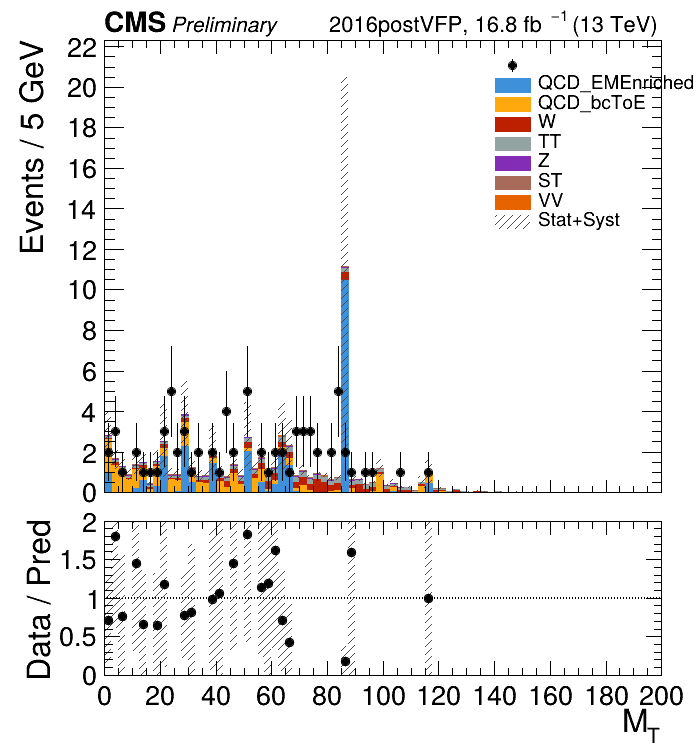 CMS Preliminary 2016postVFP, 16.8 fb⁻¹ (13 TeV)
Events / 5 GeV
22
20
18
16
14
12
10
8
6
4
2
0
QCD_EMEnriched
QCD_bcToE
W
TT
Z
ST
VV
Stat+Syst
Data / Pred
2
1.5
1
0.5
0
0 20 40 60 80 100 120 140 160 180 200
M_T